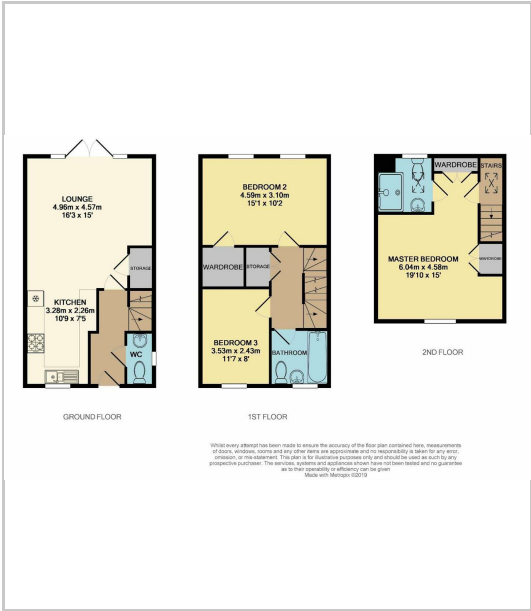 LOUNGE
4.96m x 4.57m
16'3 x 15'
STORAGE
KITCHEN
3.28m x 2.26m
10'9 x 7'5
WC
GROUND FLOOR
BEDROOM 2
4.59m x 3.10m
15'1 x 10'2
WARDROBE
STORAGE
BEDROOM 3
3.53m x 2.43m
11'7 x 8'
BATHROOM
1ST FLOOR
WARDROBE
STAIRS
MASTER BEDROOM
6.04m x 4.58m
19'10 x 15'
WARDROBE
2ND FLOOR
Whilst every attempt has been made to ensure the accuracy of the floor plan contained here, measurements
of doors, windows, rooms and any other items are approximate and no responsibility is taken for any error,
omission, or mis-statement. This plan is for illustrative purposes only and should be used as such by any
prospective purchaser. The services, systems and appliances shown have not been tested and no guarantee
as to their operability or efficiency can be given
Made with Metropix ©2019